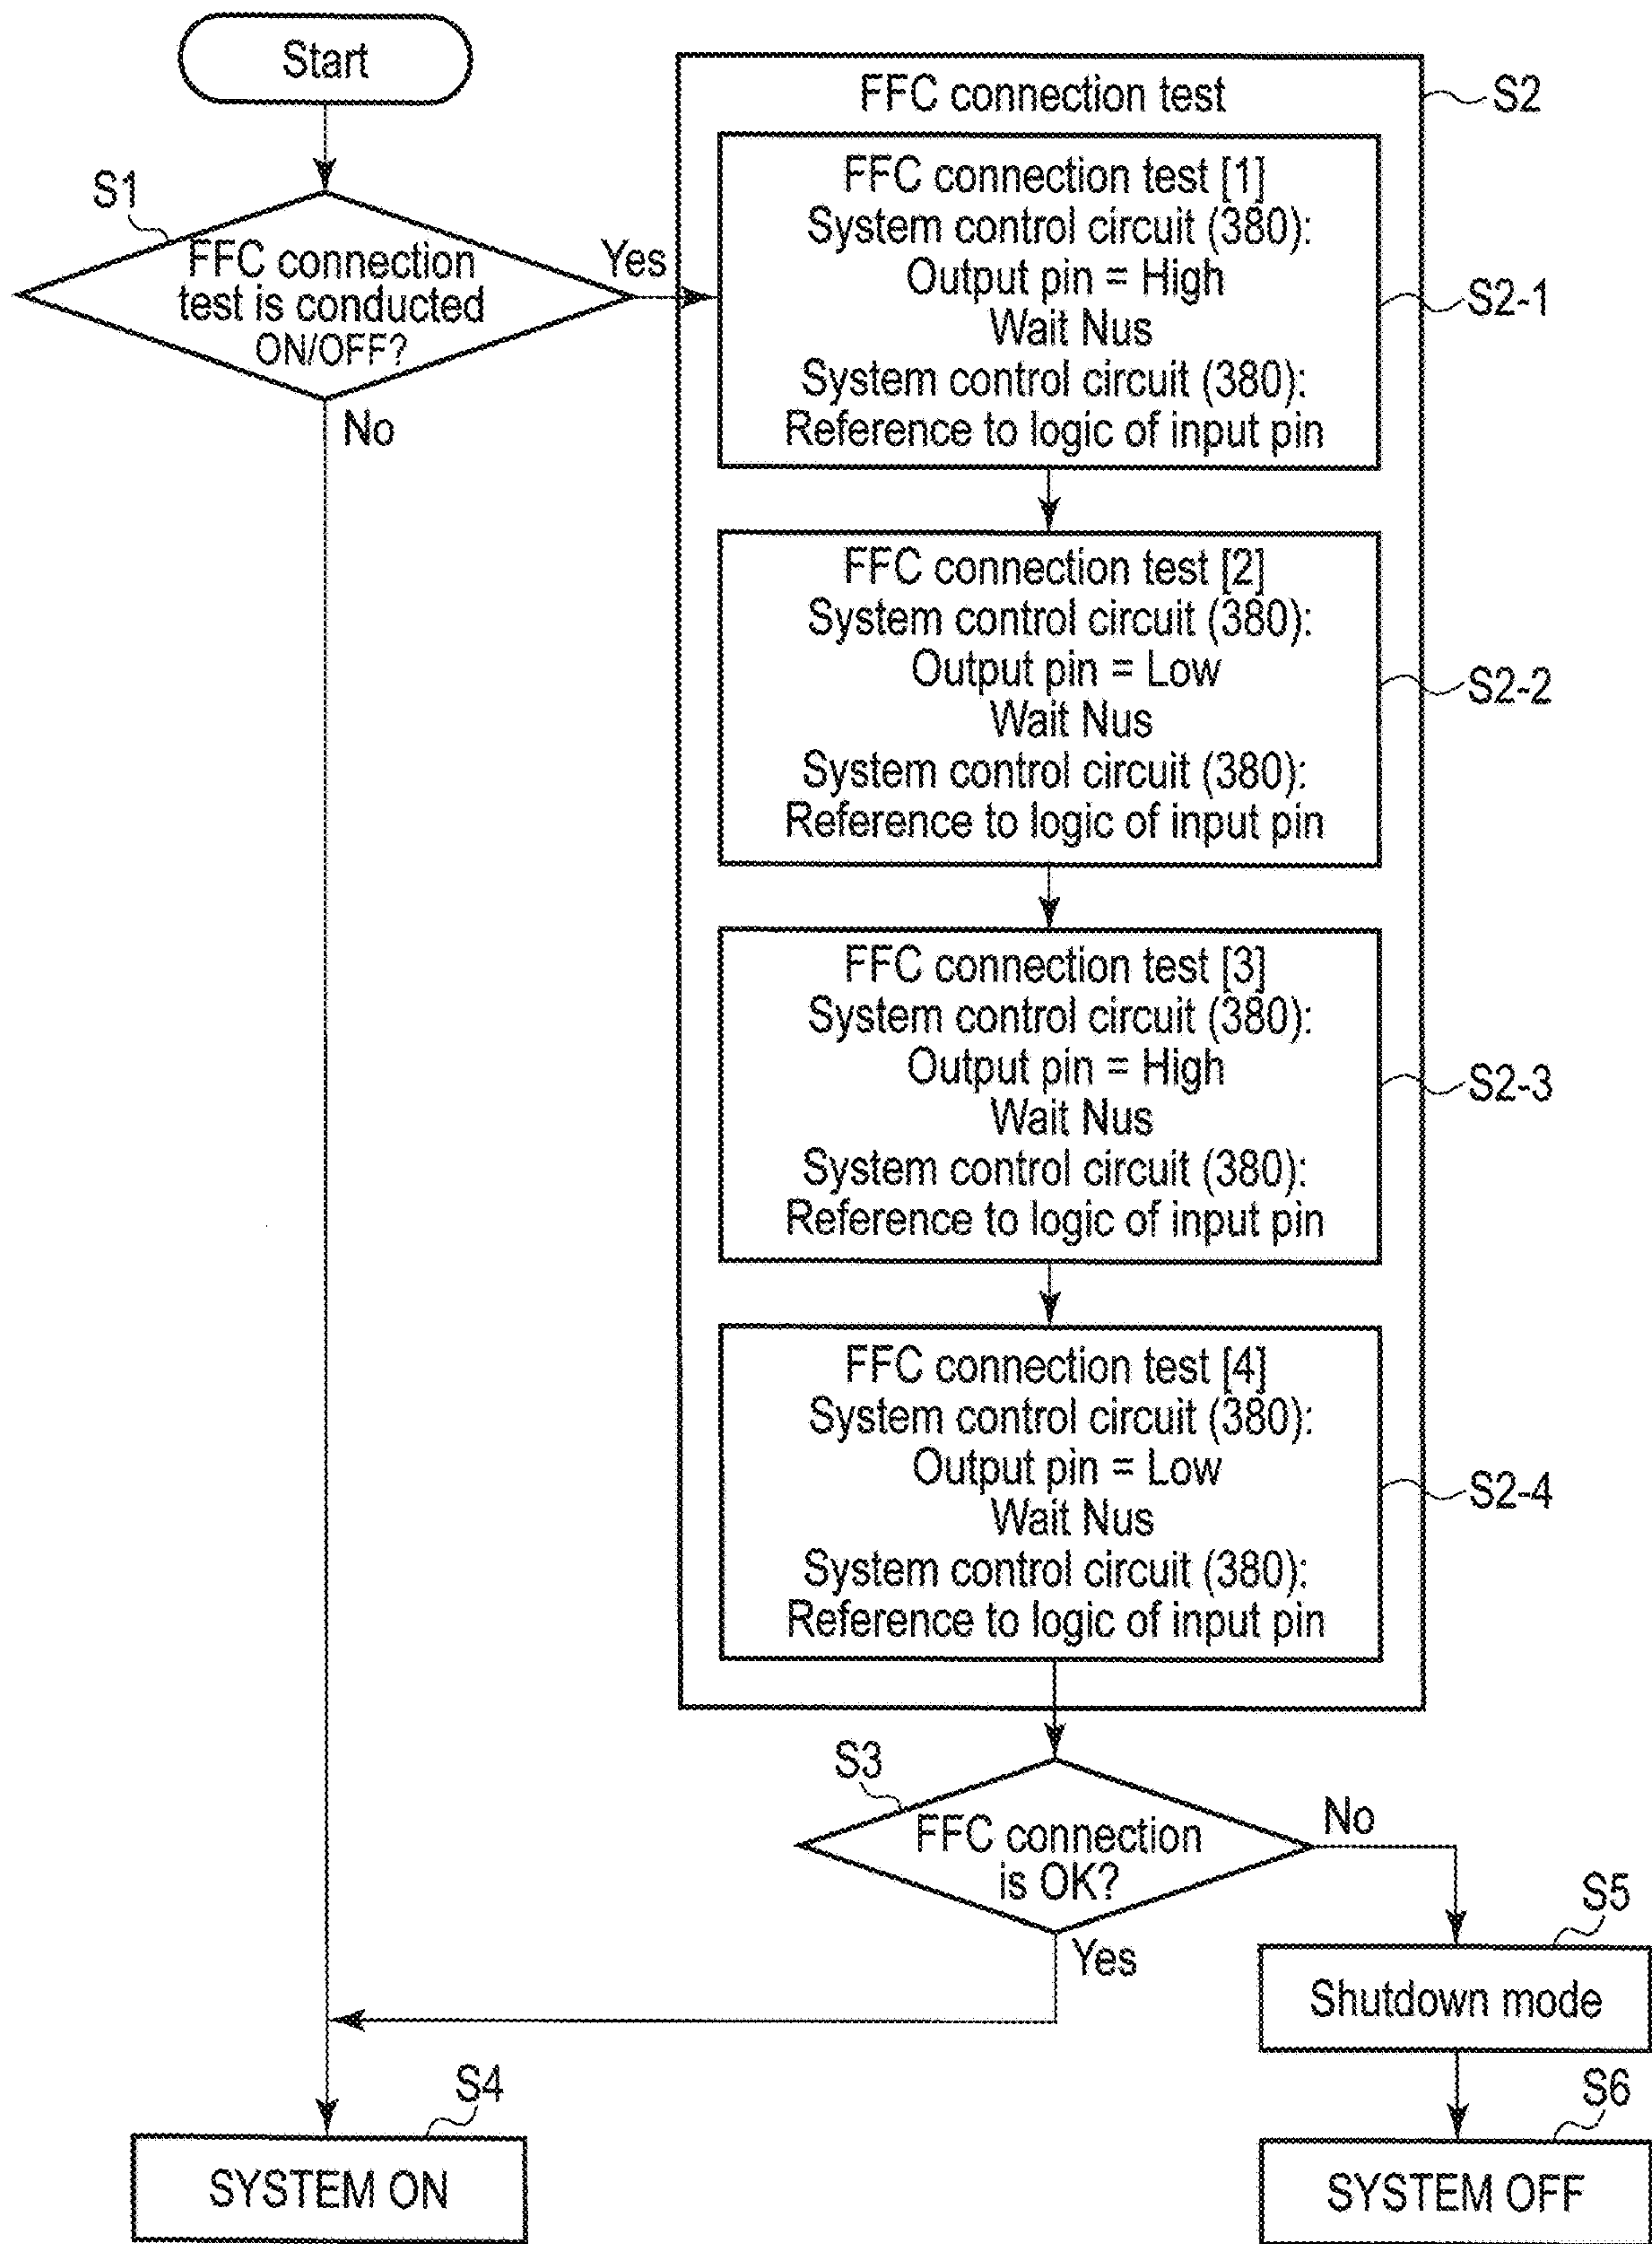 Start
S1
FFC connection
test is conducted
ON/OFF?
Yes
No
FFC connection test
S2
FFC connection test [1]
System control circuit (380):
Output pin = High
Wait Nus
System control circuit (380):
Reference to logic of input pin
S2-1
FFC connection test [2]
System control circuit (380):
Output pin = Low
Wait Nus
System control circuit (380):
Reference to logic of input pin
S2-2
FFC connection test [3]
System control circuit (380):
Output pin = High
Wait Nus
System control circuit (380):
Reference to logic of input pin
S2-3
FFC connection test [4]
System control circuit (380):
Output pin = Low
Wait Nus
System control circuit (380):
Reference to logic of input pin
S2-4
S3
FFC connection
is OK?
No
Yes
S5
Shutdown mode
S4
SYSTEM ON
S6
SYSTEM OFF